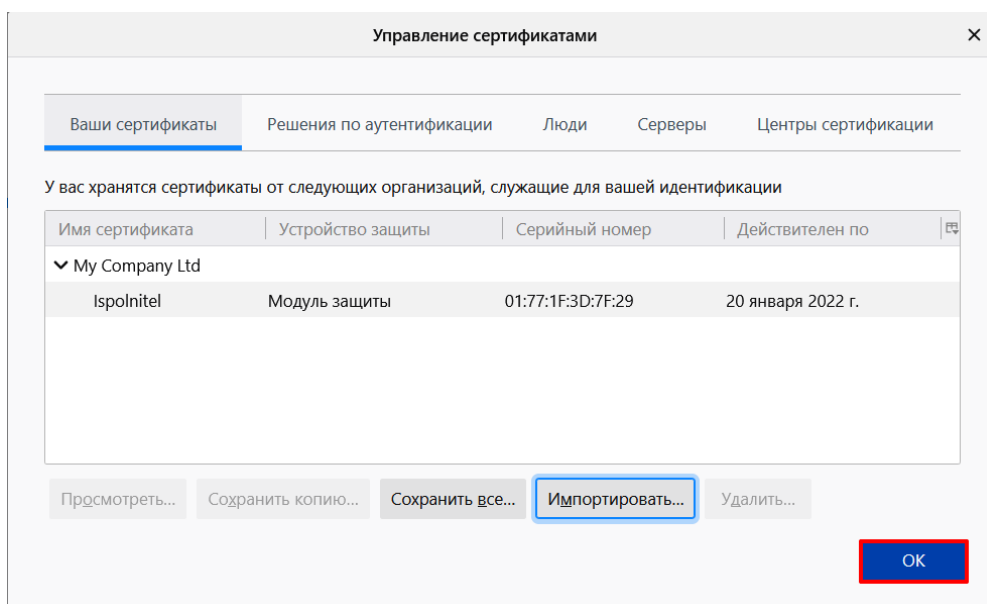 Управление сертификатами
Ваши сертификаты Решения по аутентификации Люди Серверы Центры сертификации
У вас хранятся сертификаты от следующих организаций, служащие для вашей идентификации
Имя сертификата Устройство защиты Серийный номер Действителен по
My Company Ltd
Ispolnitel Модуль защиты 01:77:1F:3D:7F:29 20 января 2022 г.
Просмотреть... Сохранить копию... Сохранить все... Импортировать... Удалить...
OK